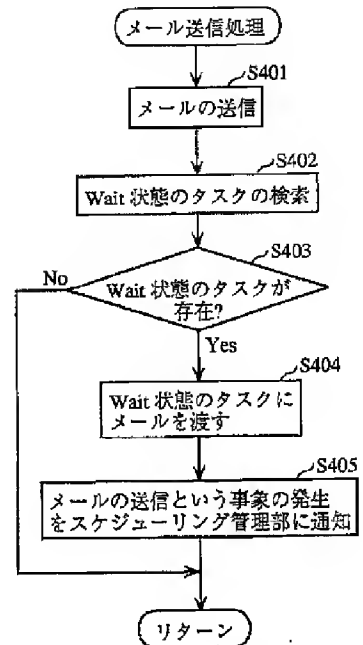 メール送信処理
S401
メールの送信
S402
Wait 状態のタスクの検索
S403
No
Wait 状態のタスクが
存在?
Yes
S404
Wait 状態のタスクに
メールを渡す
S405
メールの送信という事象の発生
をスケジューリング管理部に通知
リターン